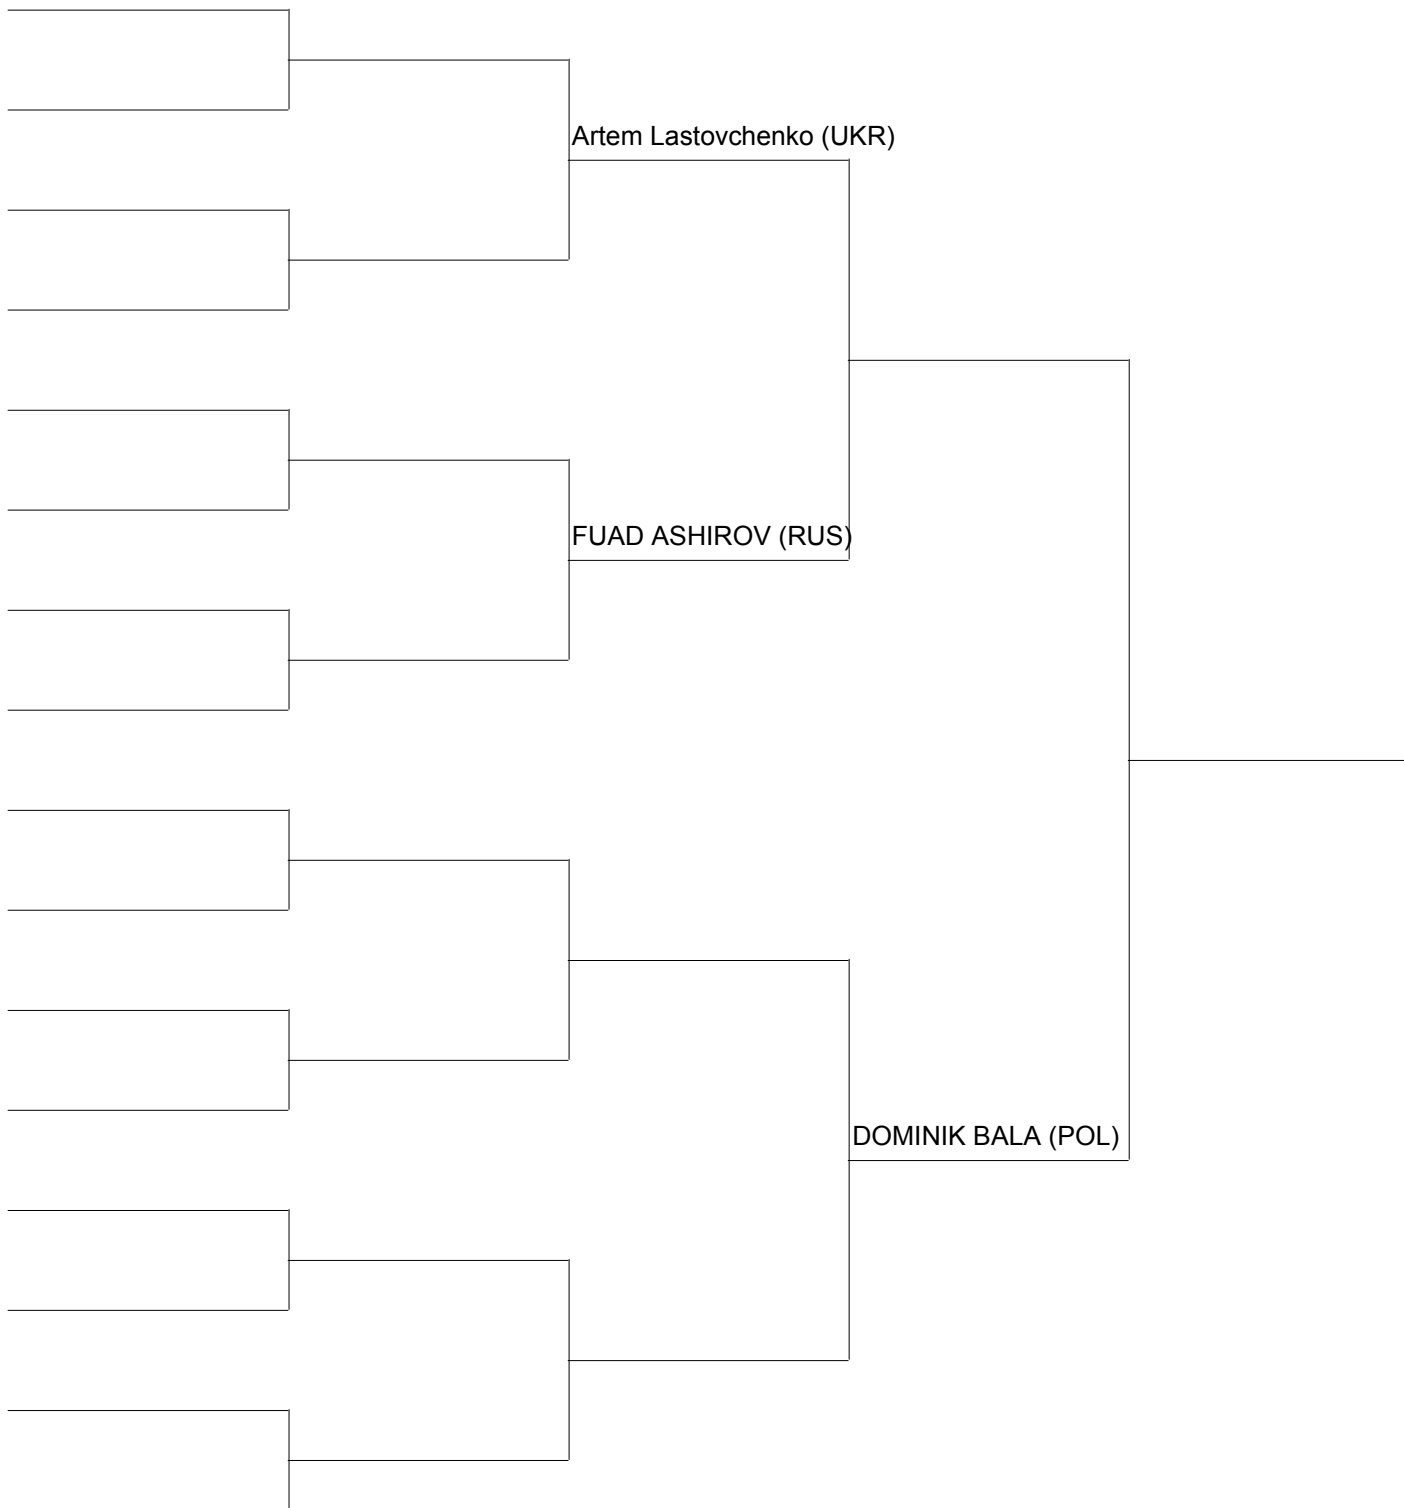 Artem Lastovchenko (UKR)
FUAD ASHIROV (RUS)
DOMINIK BALA (POL)